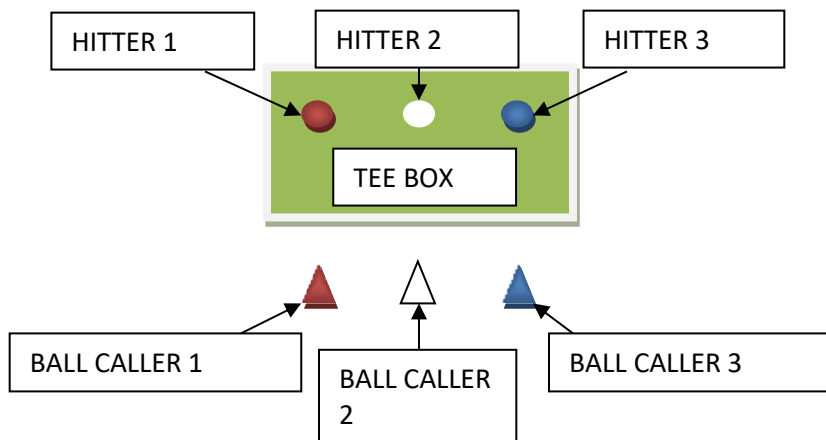 HITTER 1
HITTER 2
HITTER 3
TEE BOX
BALL CALLER 1
BALL CALLER
2
BALL CALLER 3